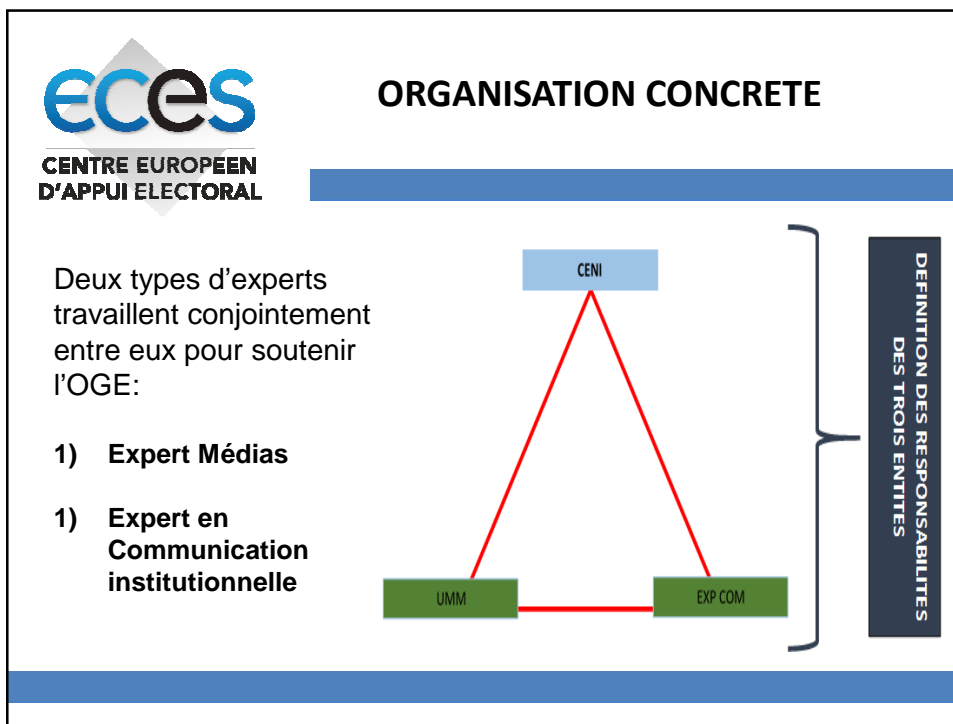 eces
CENTRE EUROPEEN
D'APPUI ELECTORAL
ORGANISATION CONCRETE
Deux types d’experts
travaillent conjointement
entre eux pour soutenir
l’OGE:
1) Expert Médias
1) Expert en
Communication
institutionnelle
CENI
UMM
EXP COM
DEFINITION DES RESPONSABILITES
DES TROIS ENTITES